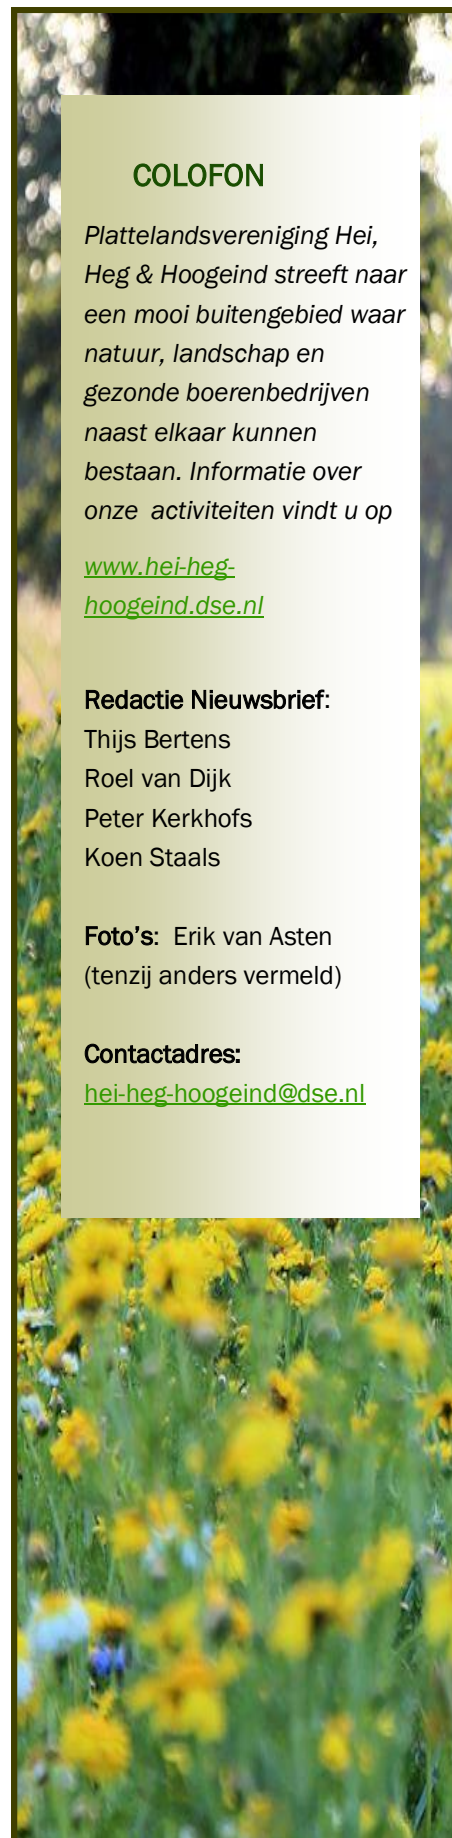 COLOFON
Plattelandsvereniging Hei,
Heg & Hoogeind streeft naar
een mooi buitengebied waar
natuur, landschap en
gezonde boerenbedrijven
naast elkaar kunnen
bestaan. Informatie over
onze  activiteiten vindt u op
www.hei-heg-
hoogeind.dse.nl
Redactie Nieuwsbrief:
Thijs Bertens
Roel van Dijk
Peter Kerkhofs
Koen Staals
Foto’s:  Erik van Asten
(tenzij anders vermeld)
Contactadres:
hei-heg-hoogeind@dse.nl